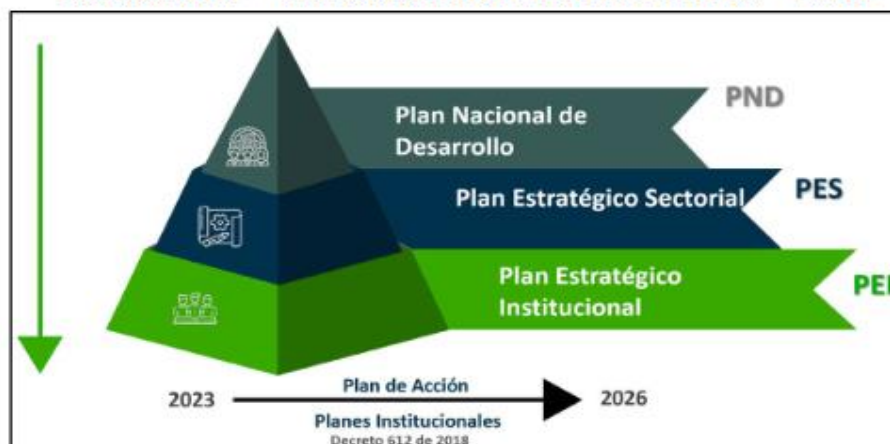 PND
Plan Nacional de
Desarrollo
Plan Estratégico Sectorial
PES
Plan Estratégico
Institucional
PEI
2023
Plan de Acción
2026
Planes Institucionales
Decreto 612 de 2018